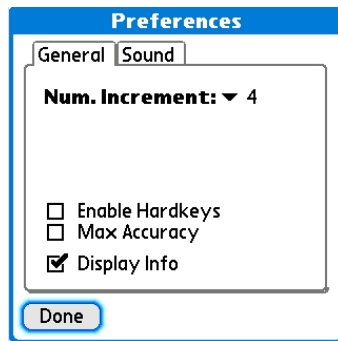 Preferences
General Sound
Num. Increment: 4
Enable Hardkeys
Max Accuracy
Display Info
Done